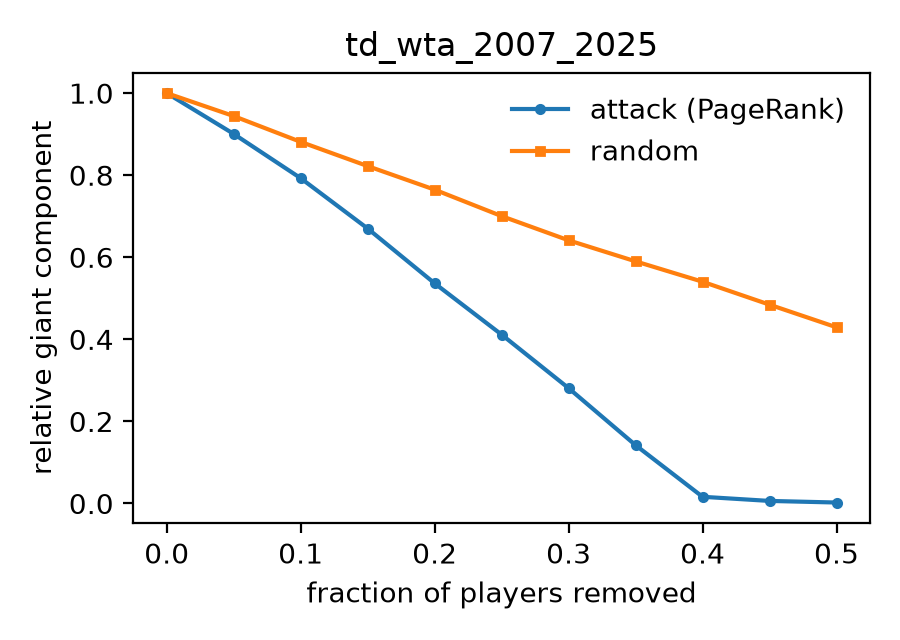 td_wta_2007_2025
attack (PageRank)
random
relative giant component
1.0
0.8
0.6
0.4
0.2
0.0
0.0 0.1 0.2 0.3 0.4 0.5
fraction of players removed